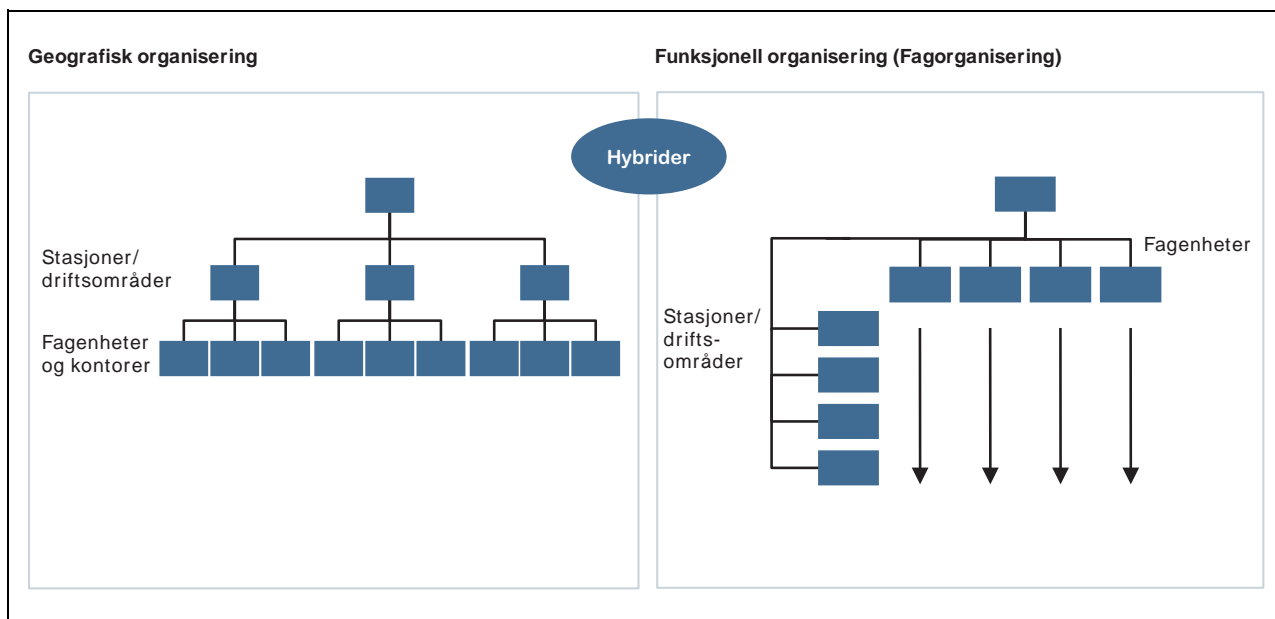 Geografisk organisering
Funksjonell organisering (Fagorganisering)
Hybrider
Stasjoner/
driftsområder
Fagenheter
og kontorer
Fagenheter
Stasjoner/
drifts-
områder